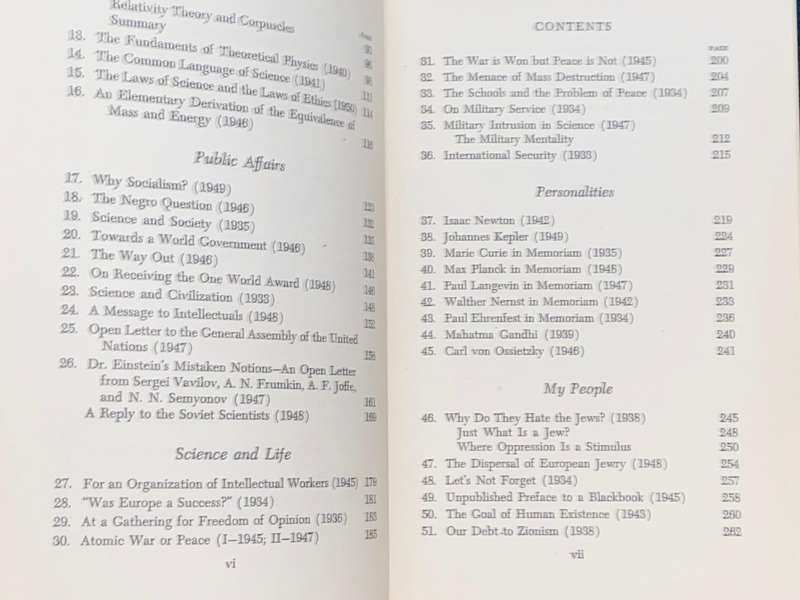 Relativity Theory and Corpuscles
Summary
13. The Fundaments of Theoretical Physics (1940)
14. The Common Language of Science (1941)
15. The Laws of Science and the Laws of Ethics (1950)
16. An Elementary Derivation of the Equivalence of
Mass and Energy (1946) 116
Public Affairs
17. Why Socialism? (1949)
18. The Negro Question (1946)
19. Science and Society (1935)
20. Towards a World Government (1946)
21. The Way Out (1946)
22. On Receiving the One World Award (1948)
23. Science and Civilization (1933)
24. A Message to Intellectuals (1948) 152
25. Open Letter to the General Assembly of the United
Nations (1947) 156
26. Dr. Einstein's Mistaken Notions—An Open Letter
from Sergei Vavilov, A. N. Frumkin, A. F. Joffe,
and N. N. Semyonov (1947) 161
A Reply to the Soviet Scientists (1948) 169
Science and Life
27. For an Organization of Intellectual Workers (1945) 179
28. "Was Europe a Success?" (1934) 181
29. At a Gathering for Freedom of Opinion (1936) 183
30. Atomic War or Peace (I—1945; II—1947) 185
vi
CONTENTS
PAGE
31. The War is Won but Peace is Not (1945) 200
32. The Menace of Mass Destruction (1947) 204
33. The Schools and the Problem of Peace (1934) 207
34. On Military Service (1934) 209
35. Military Intrusion in Science (1947)
The Military Mentality 212
36. International Security (1933) 215
Personalities
37. Isaac Newton (1942) 219
38. Johannes Kepler (1949) 224
39. Marie Curie in Memoriam (1935) 227
40. Max Planck in Memoriam (1948) 229
41. Paul Langevin in Memoriam (1947) 231
42. Walther Nernst in Memoriam (1942) 233
43. Paul Ehrenfest in Memoriam (1934) 236
44. Mahatma Gandhi (1939) 240
45. Carl von Ossietzky (1946) 241
My People
46. Why Do They Hate the Jews? (1938) 245
Just What Is a Jew? 248
Where Oppression Is a Stimulus 250
47. The Dispersal of European Jewry (1948) 254
48. Let's Not Forget (1934) 257
49. Unpublished Preface to a Blackbook (1945) 258
50. The Goal of Human Existence (1943) 260
51. Our Debt to Zionism (1938) 262
vii